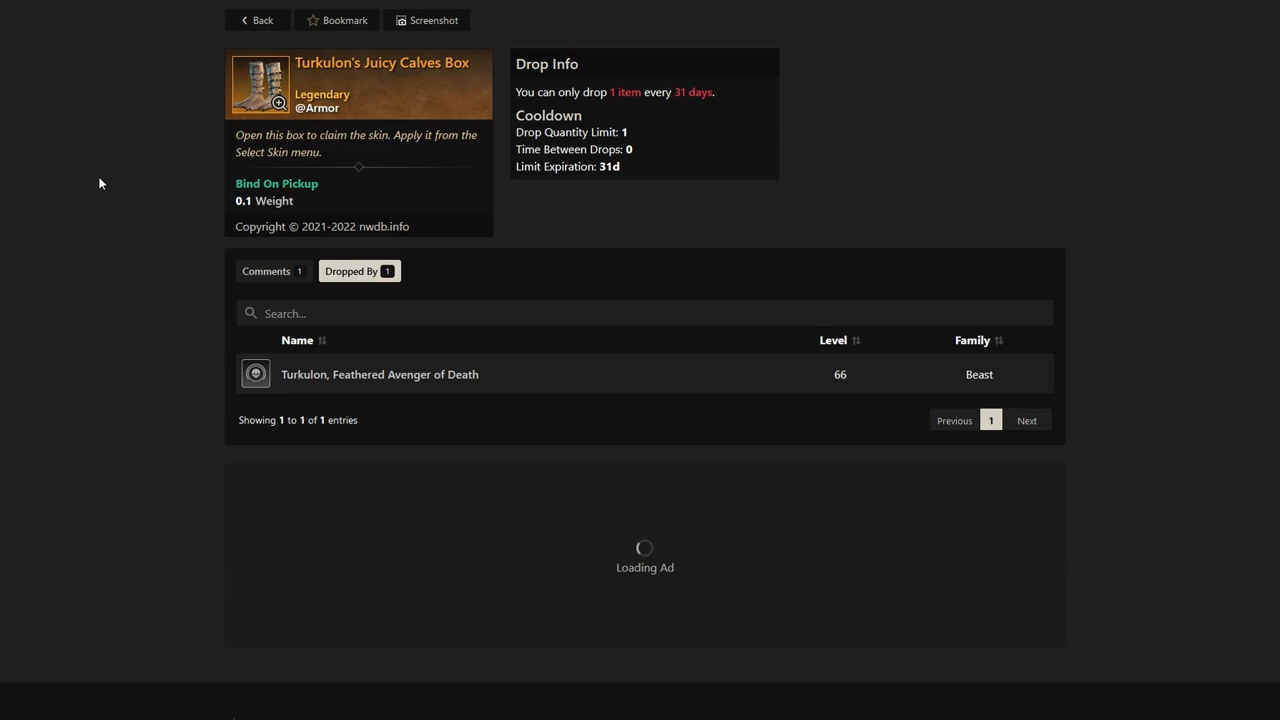 Back
Bookmark
Screenshot
Turkulon's Juicy Calves Box
Legendary
@Armor
Open this box to claim the skin. Apply it from the
Select Skin menu.
Bind On Pickup
0.1 Weight
Copyright © 2021-2022 nwdb.info
Drop Info
You can only drop 1 item every 31 days.
Cooldown
Drop Quantity Limit: 1
Time Between Drops: 0
Limit Expiration: 31d
Comments 1
Dropped By 1
Search...
Name Level Family
Turkulon, Feathered Avenger of Death 66 Beast
Showing 1 to 1 of 1 entries
Previous 1 Next
Loading Ad